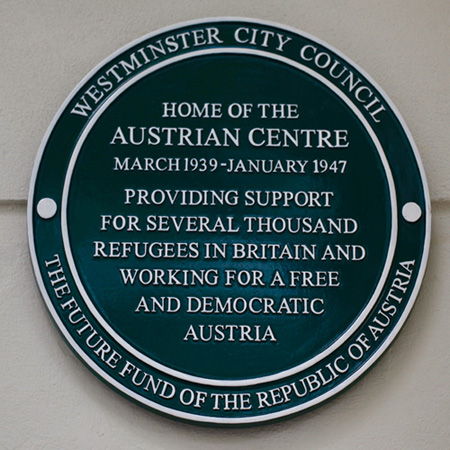 WESTMINSTER CITY COUNCIL
HOME OF THE
AUSTRIAN CENTRE
MARCH 1939-JANUARY 1947
PROVIDING SUPPORT
FOR SEVERAL THOUSAND
REFUGEES IN BRITAIN AND
WORKING FOR A FREE
AND DEMOCRATIC
AUSTRIA
THE FUTURE FUND OF THE REPUBLIC OF AUSTRIA